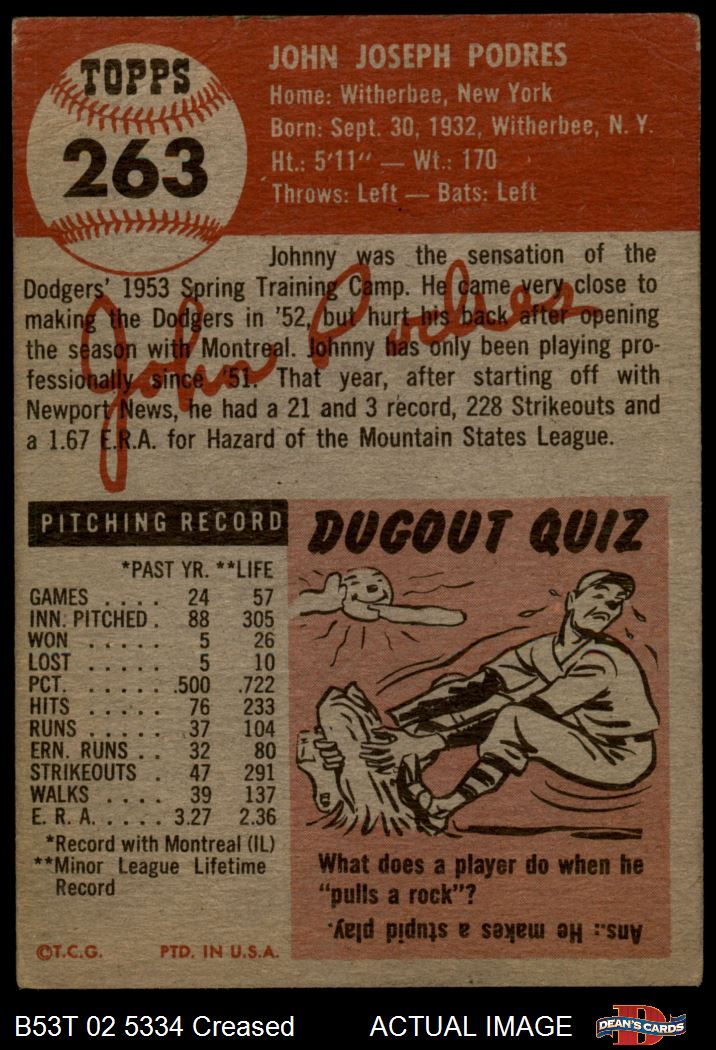 TOPPS
263
JOHN JOSEPH PODRES
Home: Witherbee, New York
Born: Sept. 30, 1932, Witherbee, N. Y.
Ht.: 5'11" — Wt.: 170
Throws: Left — Bats: Left
Johnny was the sensation of the
Dodgers' 1953 Spring Training Camp. He came very close to
making the Dodgers in '52, but hurt his back after opening
the season with Montreal. Johnny has only been playing pro-
fessionally since '51. That year, after starting off with
Newport News, he had a 21 and 3 record, 228 Strikeouts and
a 1.67 E.R.A. for Hazard of the Mountain States League.
John Podres
PITCHING RECORD
*PAST YR. **LIFE
GAMES .... 24 57
INN. PITCHED . 88 305
WON ..... 5 26
LOST ..... 5 10
PCT. ..... .500 .722
HITS ..... 76 233
RUNS .... 37 104
ERN. RUNS .. 32 80
STRIKEOUTS . 47 291
WALKS .... 39 137
E. R. A. .... 3.27 2.36
*Record with Montreal (IL)
**Minor League Lifetime
Record
©T.C.G. PTD. IN U.S.A.
DUGOUT QUIZ
What does a player do when he
"pulls a rock"?
Ans.: He makes a stupid play.
B53T 02 5334 Creased ACTUAL IMAGE
DEAN'S CARDS